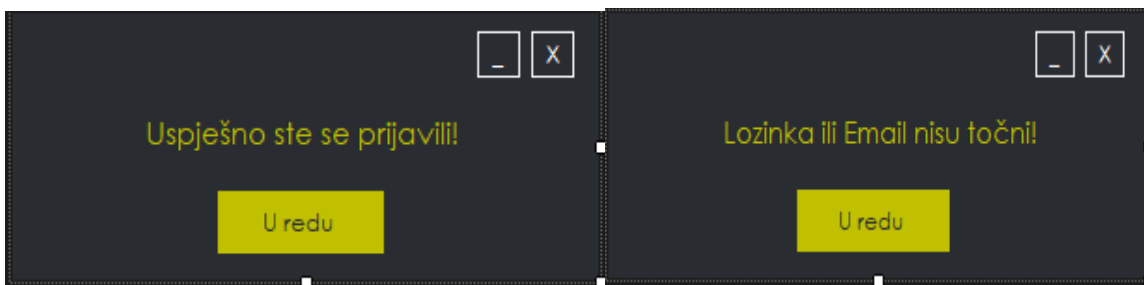 _ X
Uspješno ste se prijavili!
U redu
_ X
Lozinka ili Email nisu točni!
U redu